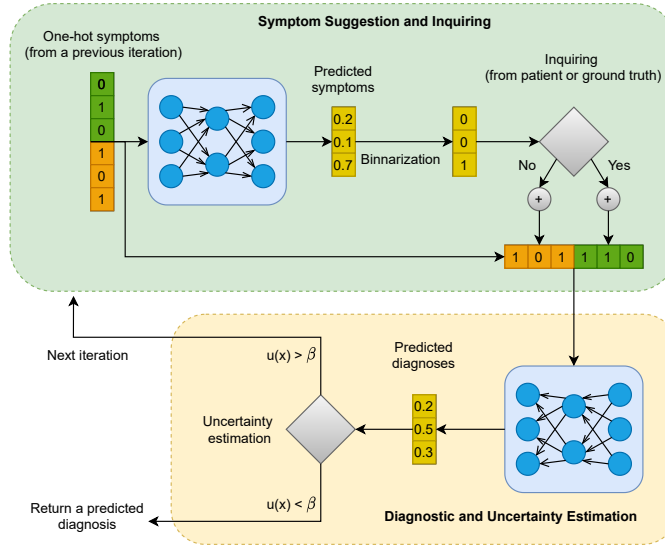 Symptom Suggestion and Inquiring
One-hot symptoms
(from a previous iteration)
0
1
0
1
0
1
Predicted
symptoms
0.2
0.1
0.7
Binnarization
0
0
1
Inquiring
(from patient or ground truth)
No
Yes
+
+
1 0 1 1 1 0
Next iteration
u(x) > β
Predicted
diagnoses
0.2
0.5
0.3
Uncertainty
estimation
u(x) < β
Return a predicted
diagnosis
Diagnostic and Uncertainty Estimation